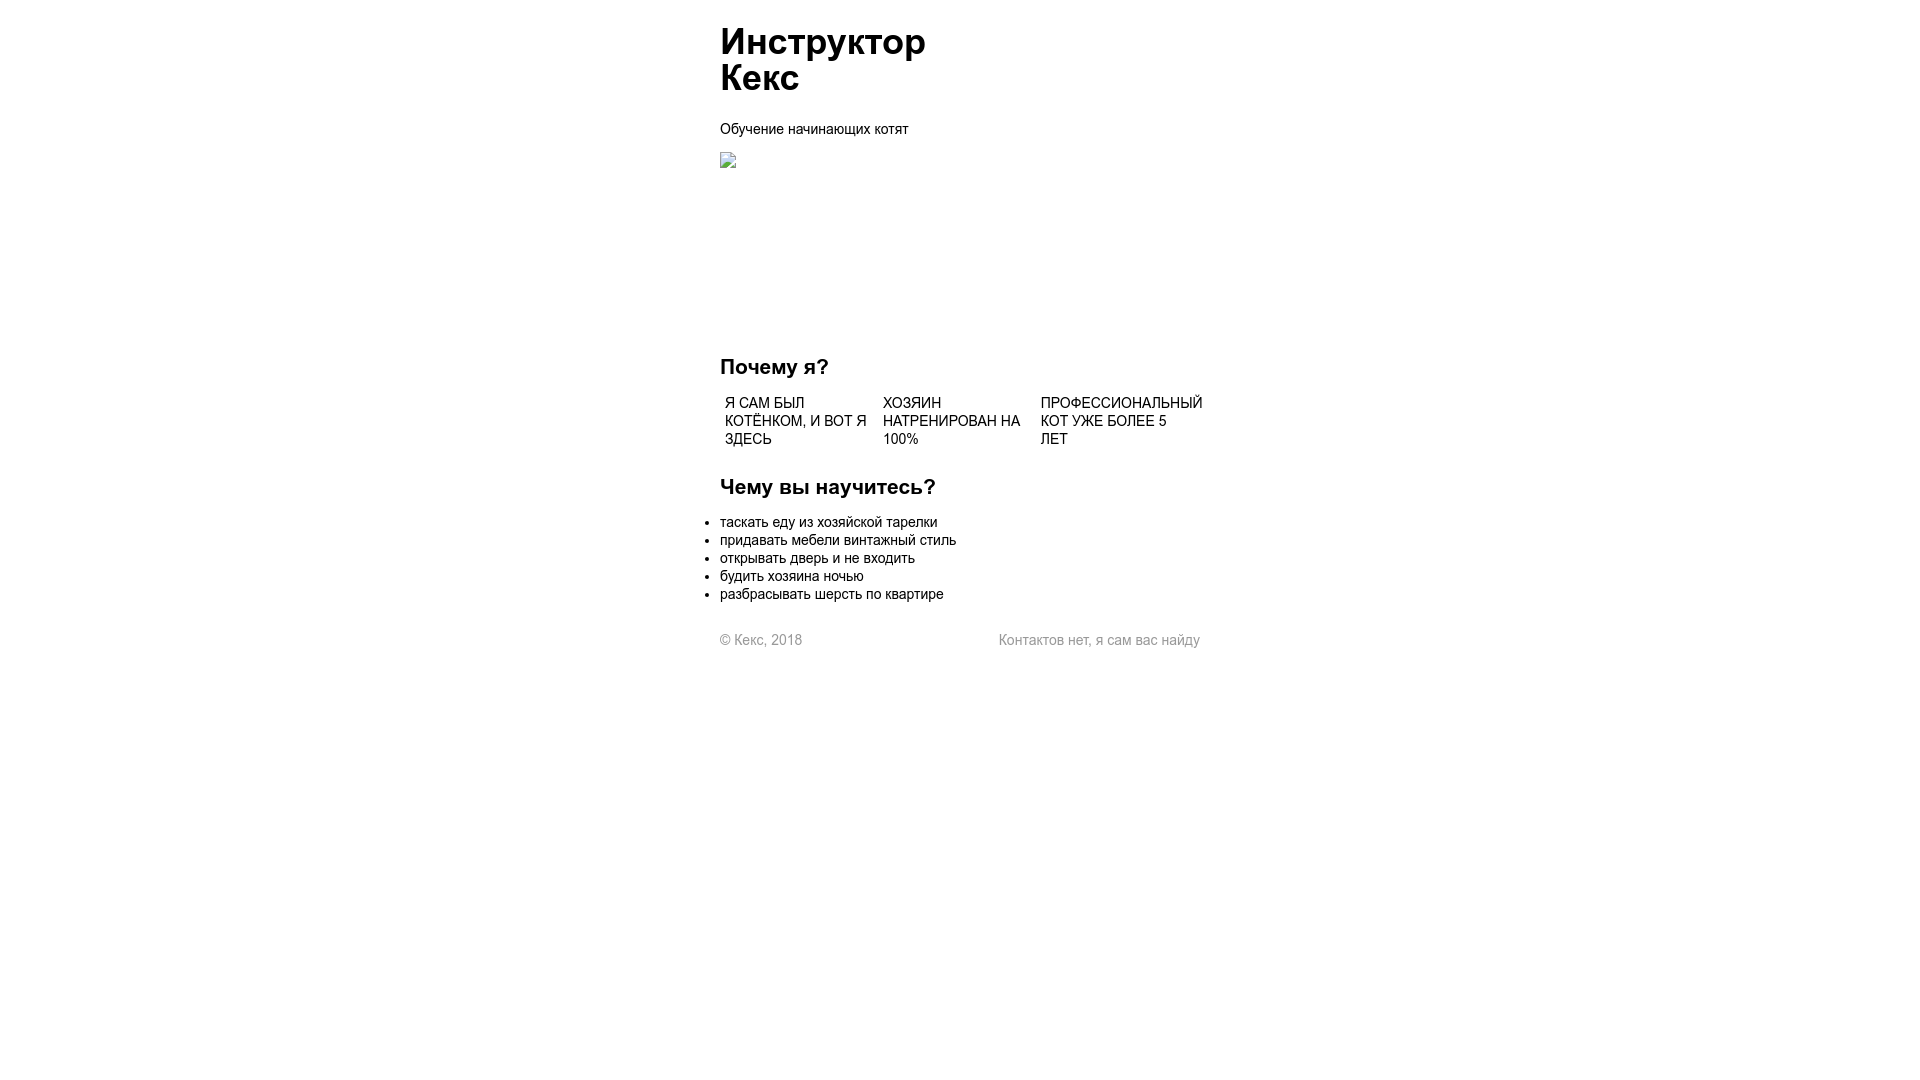 Инструктор
Кекс
Обучение начинающих котят
Почему я?
Я САМ БЫЛ
КОТЁНКОМ, И ВОТ Я
ЗДЕСЬ
ХОЗЯИН
НАТРЕНИРОВАН НА
100%
ПРОФЕССИОНАЛЬНЫЙ
КОТ УЖЕ БОЛЕЕ 5
ЛЕТ
Чему вы научитесь?
таскать еду из хозяйской тарелки
придавать мебели винтажный стиль
открывать дверь и не входить
будить хозяина ночью
разбрасывать шерсть по квартире
© Кекс, 2018
Контактов нет, я сам вас найду